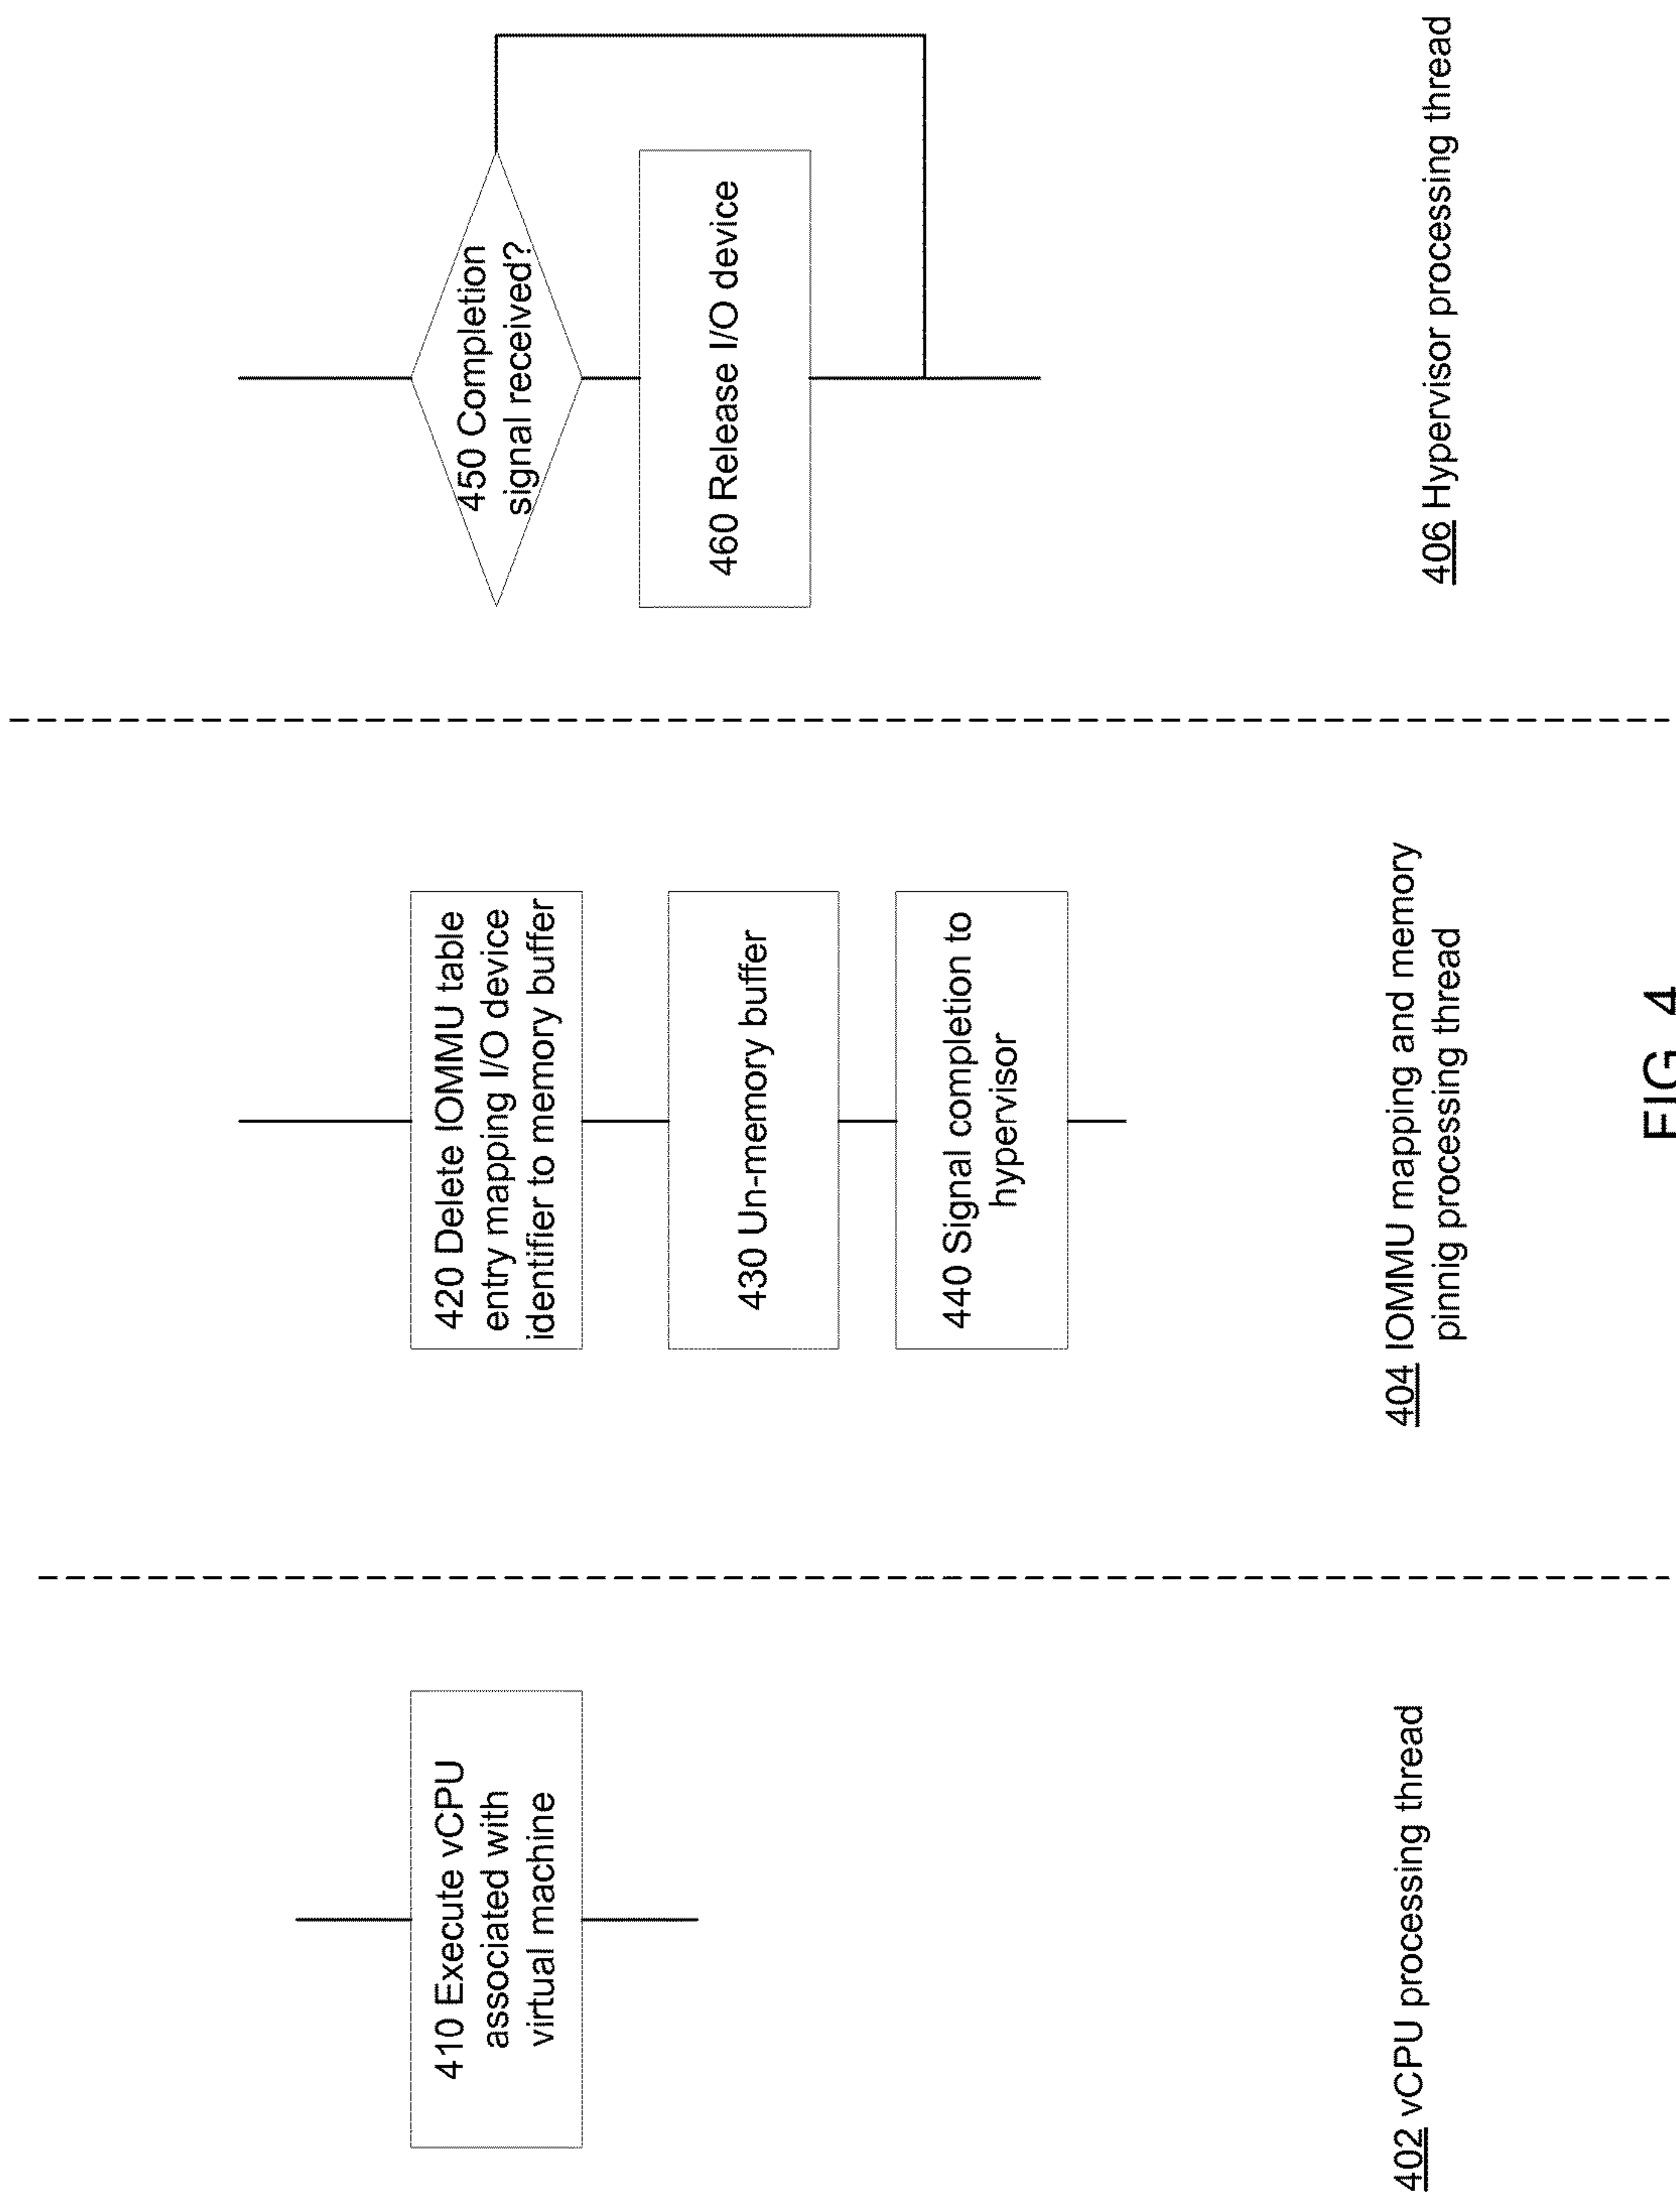 410 Execute vCPU
associated with
virtual machine
402 vCPU processing thread
420 Delete IOMMU table
entry mapping I/O device
identifier to memory buffer
430 Un-memory buffer
440 Signal completion to
hypervisor
404 IOMMU mapping and memory
pinnig processing thread
450 Completion
signal received?
460 Release I/O device
406 Hypervisor processing thread
FIG. 4